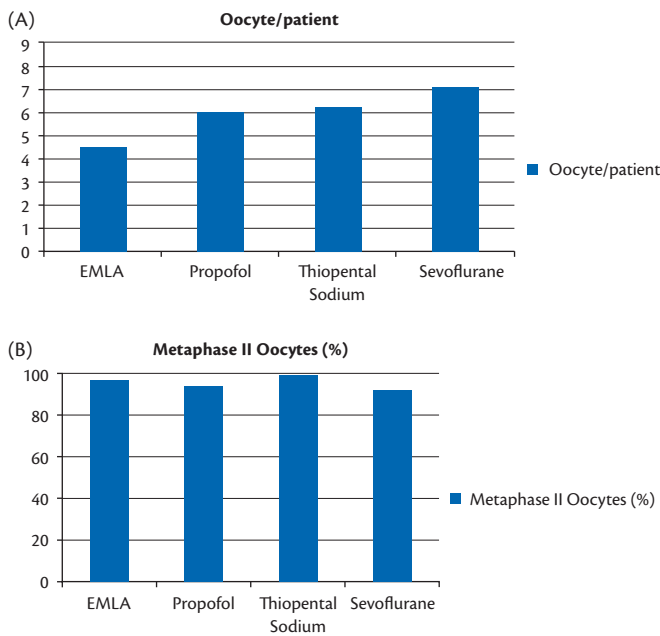 (A)
Oocyte/patient
9
8
7
6
5
4
3
2
1
0
EMLA Propofol Thiopental Sevoflurane
Sodium
Oocyte/patient
(B)
Metaphase II Oocytes (%)
100
80
60
40
20
0
EMLA Propofol Thiopental Sevoflurane
Sodium
Metaphase II Oocytes (%)